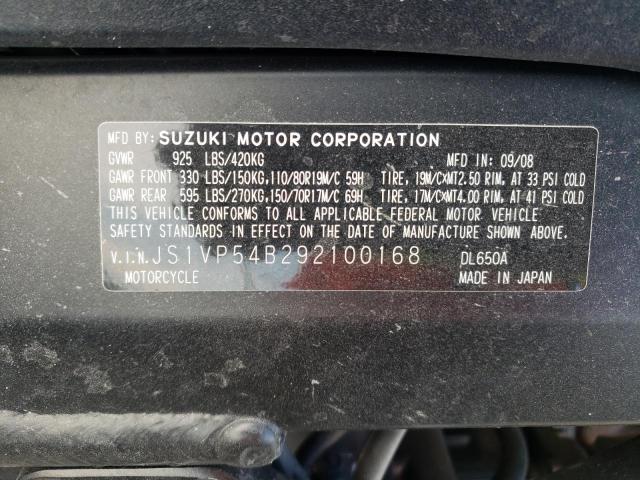 MFD BY: SUZUKI MOTOR CORPORATION
GVWR 925 LBS/420KG MFD IN: 09/08
GAWR FRONT 330 LBS/150KG,110/80R19M/C 59H TIRE, 19M/C×MT2.50 RIM, AT 33 PSI COLD
GAWR REAR 595 LBS/270KG,150/70R17M/C 69H TIRE, 17M/C×MT4.00 RIM, AT 41 PSI COLD
THIS VEHICLE CONFORMS TO ALL APPLICABLE FEDERAL MOTOR VEHICLE
SAFETY STANDARDS IN EFFECT ON THE DATE OF MANUFACTURE SHOWN ABOVE.
V.I.N. JS1VP54B292100168 DL650A
MOTORCYCLE MADE IN JAPAN